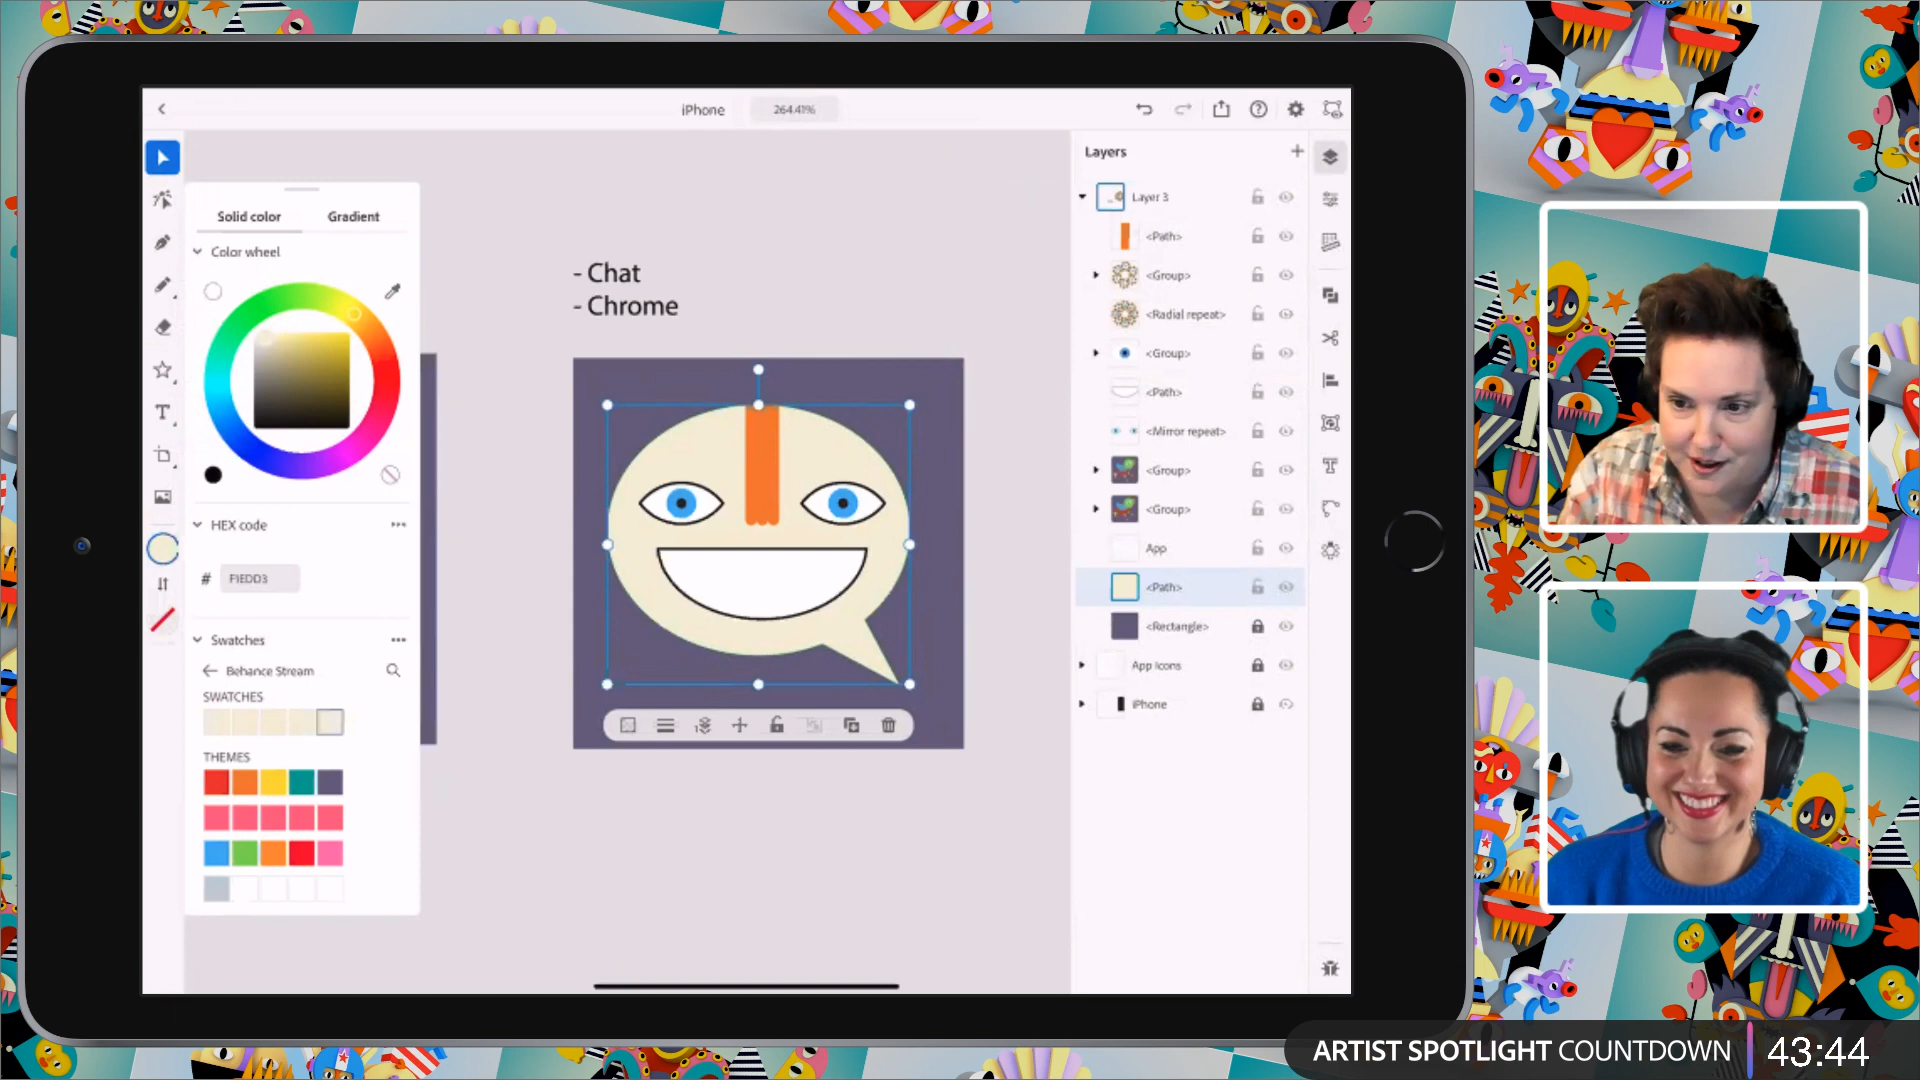 iPhone
264.41%
Layers
Solid color
Gradient
Color wheel
- Chat
- Chrome
HEX code
# F1EDD3
Swatches
Behance Stream
SWATCHES
THEMES
T
Layer 3
<Path>
<Group>
<Radial repeat>
<Group>
<Path>
<Mirror repeat>
<Group>
<Group>
App
<Path>
<Rectangle>
App Icons
iPhone
ARTIST SPOTLIGHT COUNTDOWN
43:44